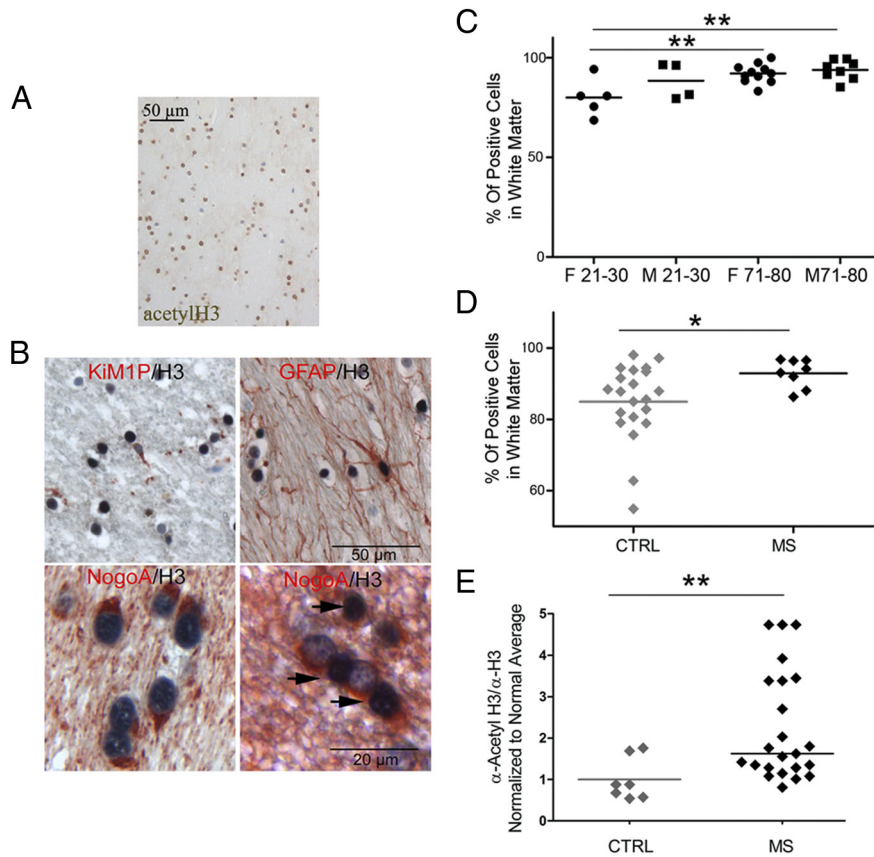 A
50 µm
acetylH3
B
KiM1P/H3
GFAP/H3
50 µm
NogoA/H3
NogoA/H3
20 µm
C
**
**
% Of Positive Cells
in White Matter
100
50
0
F 21-30 M 21-30 F 71-80 M71-80
D
*
% Of Positive Cells
in White Matter
100
80
60
CTRL MS
E
**
α-Acetyl H3/α-H3
Normalized to Normal Average
5
4
3
2
1
0
CTRL MS